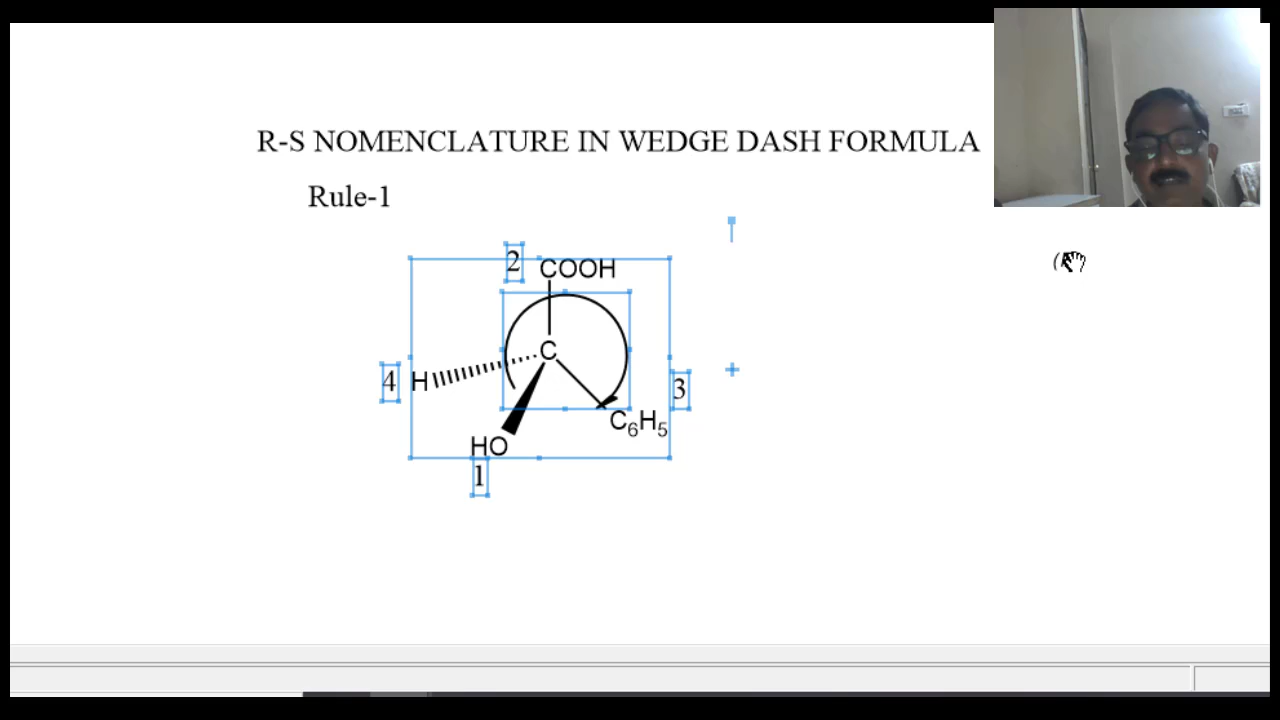 R-S NOMENCLATURE IN WEDGE DASH FORMULA
Rule-1
2
COOH
C
4 H
3
C6H5
HO
1